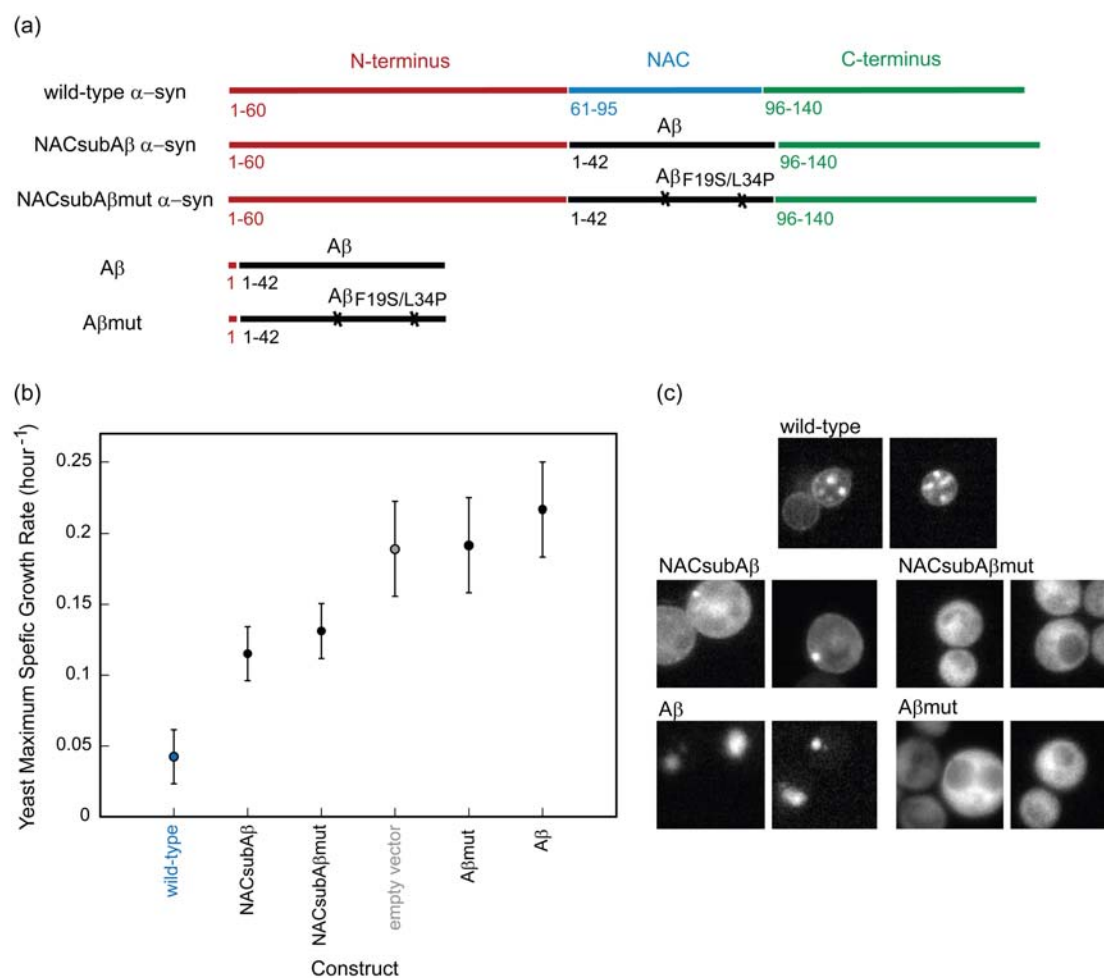 (a)
N-terminus NAC C-terminus
wild-type α-syn
1-60 61-95 96-140
Aβ
NACsubAβ α-syn
1-60 1-42 96-140
AβF19S/L34P
NACsubAβmut α-syn
1-60 1-42 96-140
Aβ
Aβ
1 1-42
AβF19S/L34P
Aβmut
1 1-42
(b)
Yeast Maximum Spefic Growth Rate (hour⁻¹)
0.25
0.2
0.15
0.1
0.05
0
wild-type
NACsubAβ
NACsubAβmut
empty vector
Aβmut
Aβ
Construct
(c)
wild-type
NACsubAβ NACsubAβmut
Aβ Aβmut